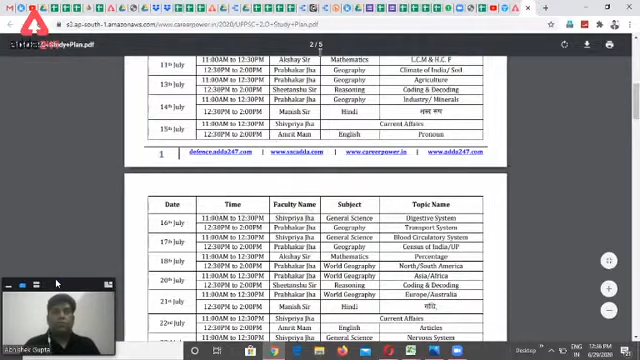 s3.ap-south-1.amazonaws.com/www.careerpower.in/2020/UPPSC+2.O+Study+Plan.pdf
2 / 5
11th July 11:00AM to 12:30PM Akshay Sir Mathematics L.C.M & H.C.F
12:30PM to 2:00PM Prabhakar Jha Geography Climate of India/ Soil
13th July 11:00AM to 12:30PM Prabhakar Jha Geography Agriculture
12:30PM to 2:00PM Sheetanshu Sir Reasoning Coding & Decoding
14th July 11:00AM to 12:30PM Prabhakar Jha Geography Industry/ Minerals
12:30PM to 2:00PM Manish Sir Hindi शब्द रूप
15th July 11:00AM to 12:30PM Shivpriya Jha Current Affairs
12:30PM to 2:00PM Amrit Mam English Pronoun
1 defence.adda247.com | www.sscadda.com | www.careerpower.in | www.adda247.com
Date Time Faculty Name Subject Topic Name
16th July 11:00AM to 12:30PM Shivpriya Jha General Science Digestive System
12:30PM to 2:00PM Prabhakar Jha Geography Transport System
17th July 11:00AM to 12:30PM Shivpriya Jha General Science Blood Circulatory System
12:30PM to 2:00PM Prabhakar Jha Geography Census of India/UP
18th July 11:00AM to 12:30PM Akshay Sir Mathematics Percentage
12:30PM to 2:00PM Prabhakar Jha World Geography North/South America
20th July 11:00AM to 12:30PM Prabhakar Jha World Geography Asia/Africa
12:30PM to 2:00PM Sheetanshu Sir Reasoning Coding & Decoding
21st July 11:00AM to 12:30PM Prabhakar Jha World Geography Europe/Australia
12:30PM to 2:00PM Manish Sir Hindi संधि,
22nd July 11:00AM to 12:30PM Shivpriya Jha Current Affairs
12:30PM to 2:00PM Amrit Mam English Articles
11:00AM to 12:30PM Shivpriya Jha General Science Nervous System
Abhishek Gupta
Desktop
ENG
IN
12:36 PM
6/29/2020